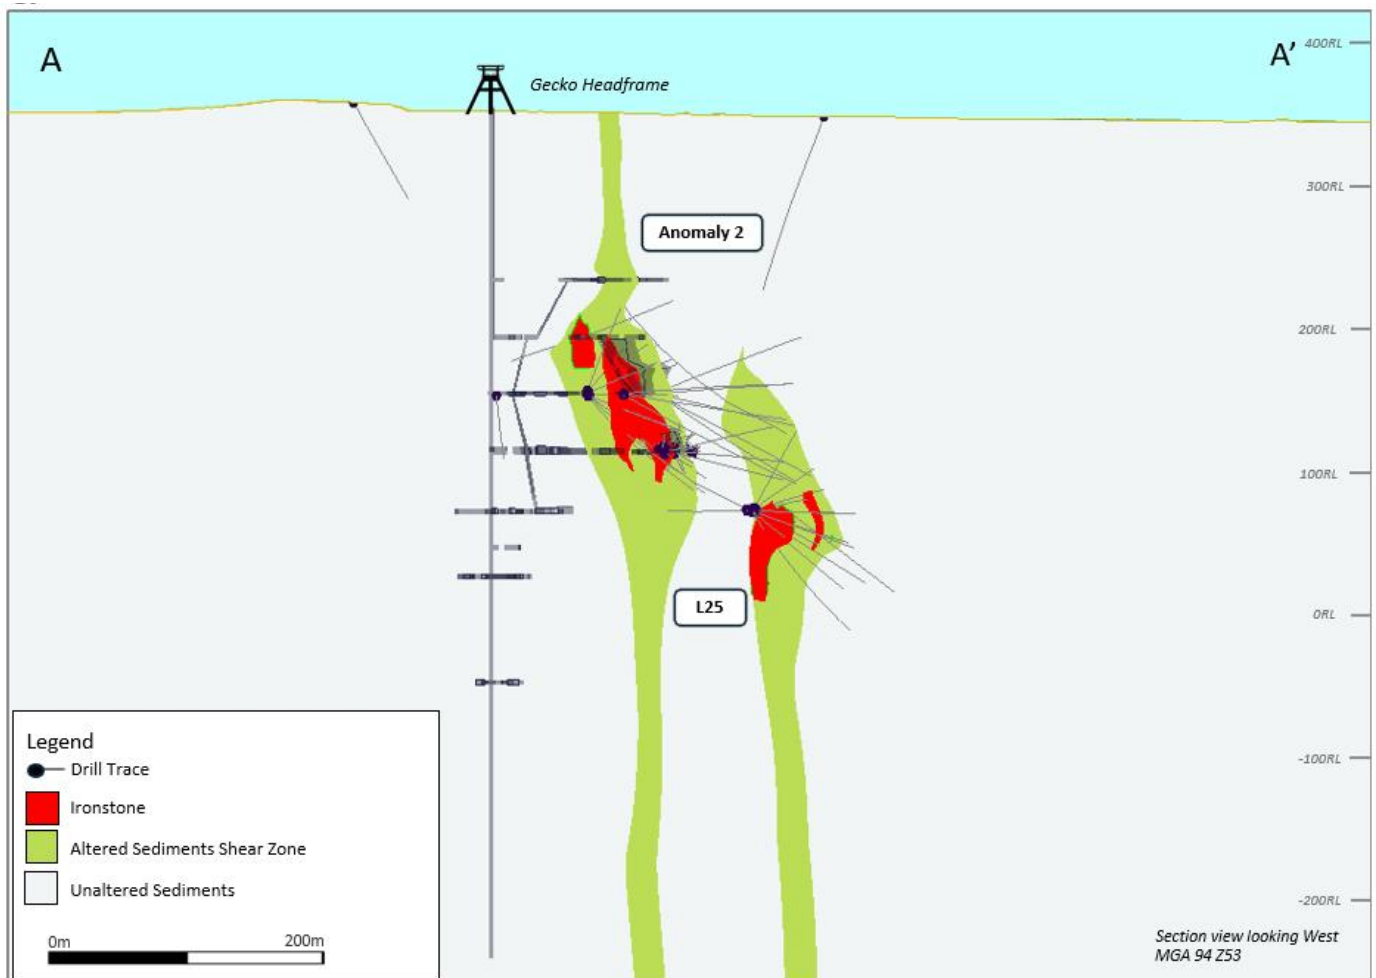 A
A’
400RL
Gecko Headframe
300RL
Anomaly 2
200RL
100RL
L25
0RL
Legend
Drill Trace
-100RL
Ironstone
Altered Sediments Shear Zone
Unaltered Sediments
-200RL
0m 200m
Section view looking West
MGA 94 Z53